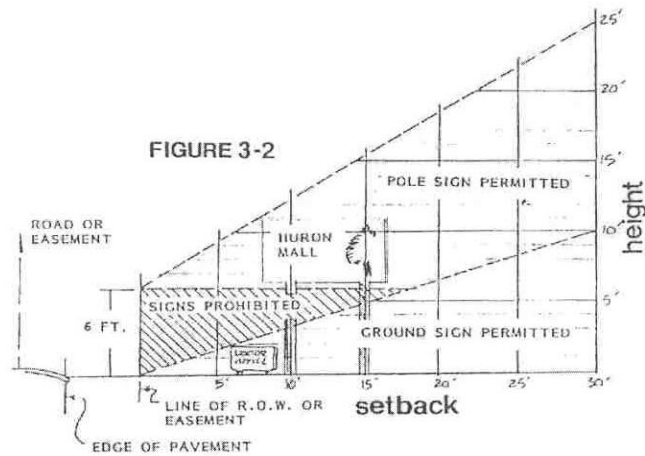 25'
20'
FIGURE 3-2
15'
POLE SIGN PERMITTED
ROAD OR
EASEMENT
HURON
MALL
10'
height
SIGNS PROHIBITED
6 FT.
5'
GROUND SIGN PERMITTED
5'
10'
15'
20'
25'
30'
LINE OF R.O.W. OR
EASEMENT
setback
EDGE OF PAVEMENT